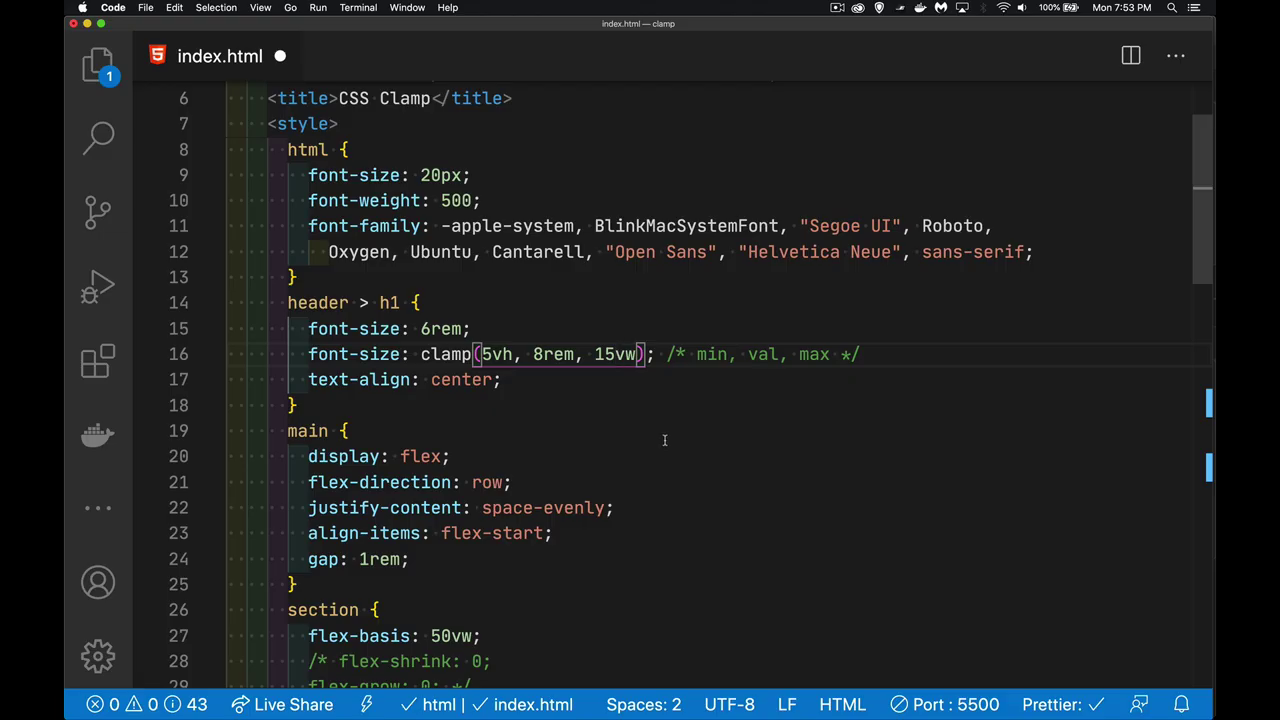 Code File Edit Selection View Go Run Terminal Window Help 100% Mon 7:53 PM
index.html — clamp
index.html
1
6 <title>CSS Clamp</title>
7 <style>
8 html {
9 font-size: 20px;
10 font-weight: 500;
11 font-family: -apple-system, BlinkMacSystemFont, "Segoe UI", Roboto,
12 Oxygen, Ubuntu, Cantarell, "Open Sans", "Helvetica Neue", sans-serif;
13 }
14 header > h1 {
15 font-size: 6rem;
16 font-size: clamp(5vh, 8rem, 15vw); /* min, val, max */
17 text-align: center;
18 }
19 main {
20 display: flex;
21 flex-direction: row;
22 justify-content: space-evenly;
23 align-items: flex-start;
24 gap: 1rem;
25 }
26 section {
27 flex-basis: 50vw;
28 /* flex-shrink: 0;
29 flex-grow: 0; */
0 0 43 Live Share html | index.html Spaces: 2 UTF-8 LF HTML Port : 5500 Prettier: